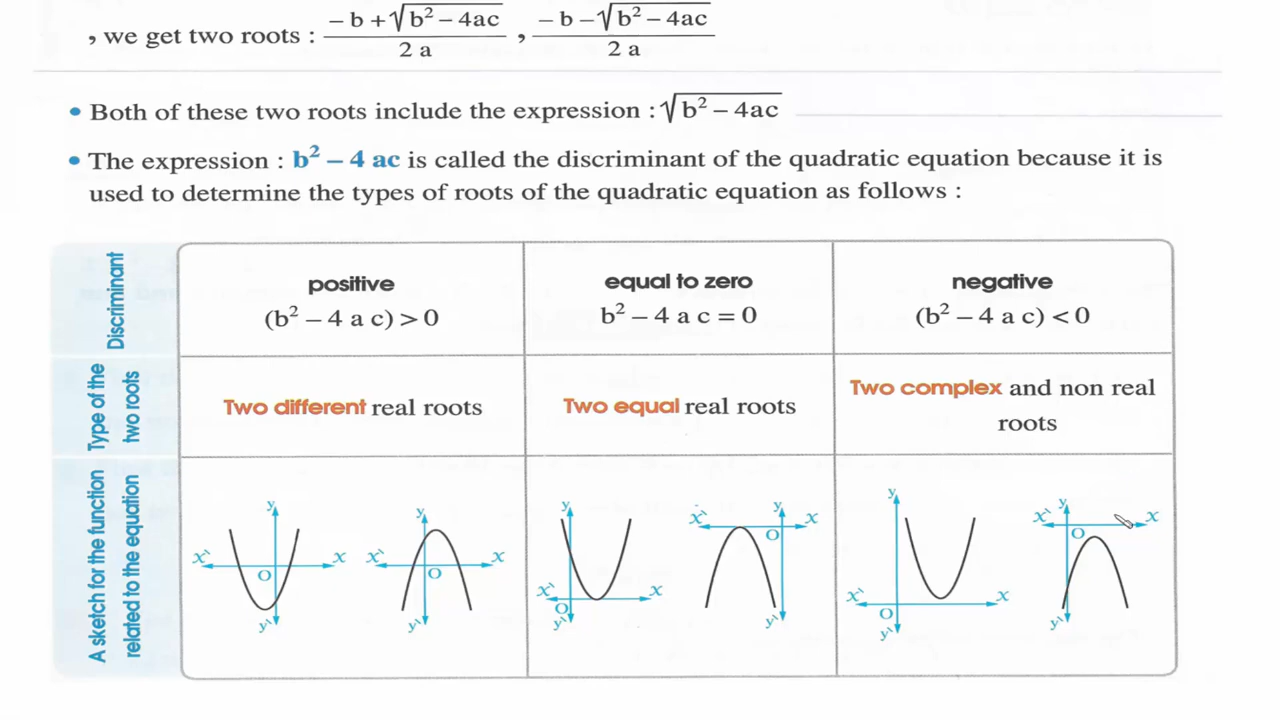 , we get two roots : (−b + √(b² − 4ac)) / (2 a) , (−b − √(b² − 4ac)) / (2 a)
• Both of these two roots include the expression : √(b² − 4ac)
• The expression : b² – 4 ac is called the discriminant of the quadratic equation because it is
used to determine the types of roots of the quadratic equation as follows :
Discriminant
positive
(b² – 4 a c) > 0
equal to zero
b² – 4 a c = 0
negative
(b² – 4 a c) < 0
Type of the
two roots
Two different real roots
Two equal real roots
Two complex and non real
roots
A sketch for the function
related to the equation
y
x` x
O
y`
y
x` x
O
y`
y
x` x
O
y`
y
x` x
O
y`
y
x` x
O
y`
y
x` x
O
y`